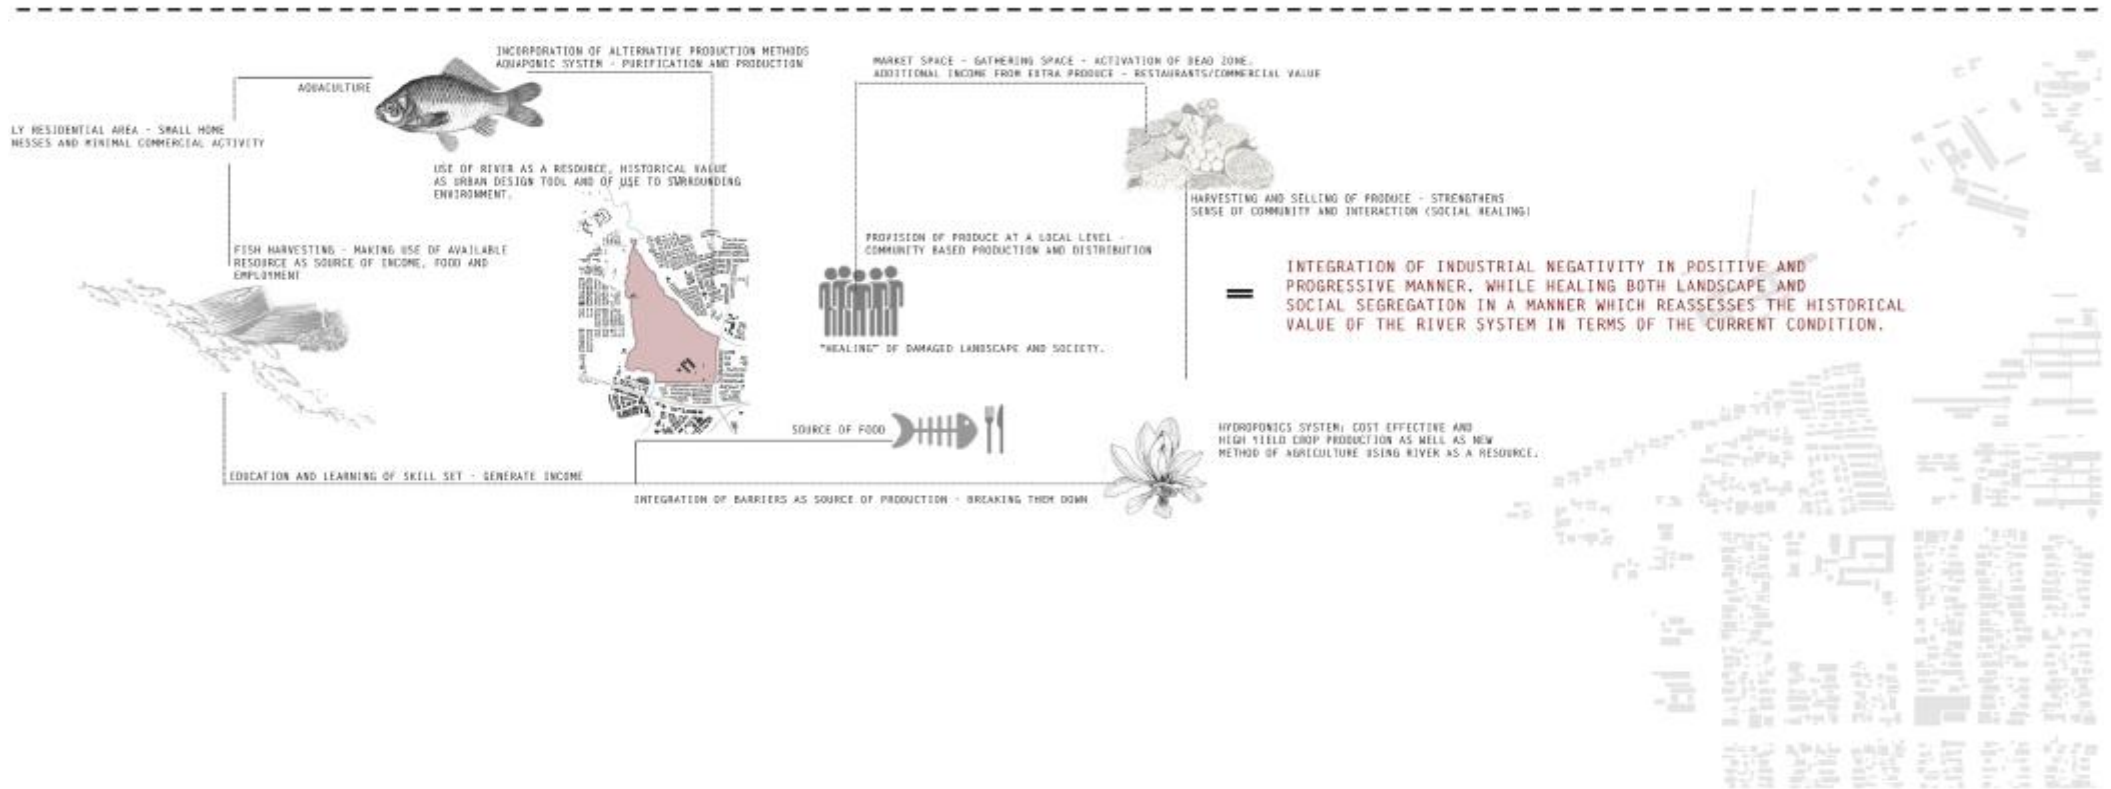 INCORPORATION OF ALTERNATIVE PRODUCTION METHODS
AQUAPONIC SYSTEM - PURIFICATION AND PRODUCTION
AQUACULTURE
LY RESIDENTIAL AREA - SMALL HOME
NESSES AND MINIMAL COMMERCIAL ACTIVITY
USE OF RIVER AS A RESOURCE, HISTORICAL VALUE
AS URBAN DESIGN TOOL AND OF USE TO SURROUNDING
ENVIRONMENT.
FISH HARVESTING - MAKING USE OF AVAILABLE
RESOURCE AS SOURCE OF INCOME, FOOD AND
EMPLOYMENT
MARKET SPACE - GATHERING SPACE - ACTIVATION OF DEAD ZONE.
ADDITIONAL INCOME FROM EXTRA PRODUCE - RESTAURANTS/COMMERCIAL VALUE
HARVESTING AND SELLING OF PRODUCE - STRENGTHENS
SENSE OF COMMUNITY AND INTERACTION (SOCIAL HEALING)
PROVISION OF PRODUCE AT A LOCAL LEVEL -
COMMUNITY BASED PRODUCTION AND DISTRIBUTION
"HEALING" OF DAMAGED LANDSCAPE AND SOCIETY.
=
INTEGRATION OF INDUSTRIAL NEGATIVITY IN POSITIVE AND
PROGRESSIVE MANNER. WHILE HEALING BOTH LANDSCAPE AND
SOCIAL SEGREGATION IN A MANNER WHICH REASSESSES THE HISTORICAL
VALUE OF THE RIVER SYSTEM IN TERMS OF THE CURRENT CONDITION.
SOURCE OF FOOD
HYDROPONICS SYSTEM: COST EFFECTIVE AND
HIGH YIELD CROP PRODUCTION AS WELL AS NEW
METHOD OF AGRICULTURE USING RIVER AS A RESOURCE.
EDUCATION AND LEARNING OF SKILL SET - GENERATE INCOME
INTEGRATION OF BARRIERS AS SOURCE OF PRODUCTION - BREAKING THEM DOWN